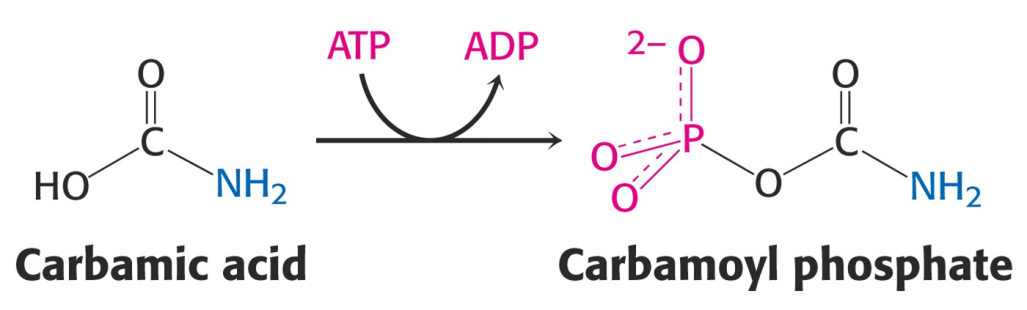 ATP ADP
2–
O
O
C
HO
NH₂
O
P
O
O
O
C
O
NH₂
Carbamic acid
Carbamoyl phosphate